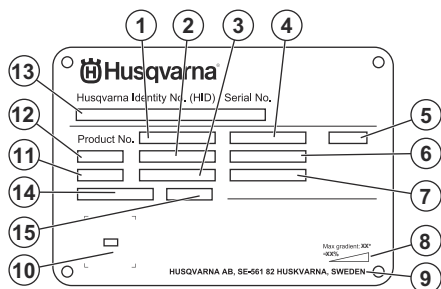 1
2
3
4
13
Husqvarna
Husqvarna Identity No. (HID) Serial No.
5
12
Product No.
6
11
7
14
15
10
Max gradient: XX°
≈XX%
8
HUSQVARNA AB, SE-561 82 HUSKVARNA, SWEDEN
9